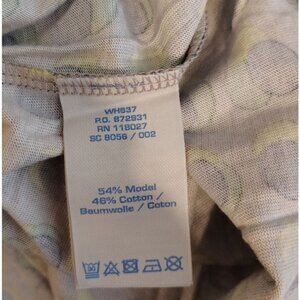 WH837
P.O. 872931
RN 118027
SC 8056 / 002
54% Modal
46% Cotton /
Baumwolle / Coton